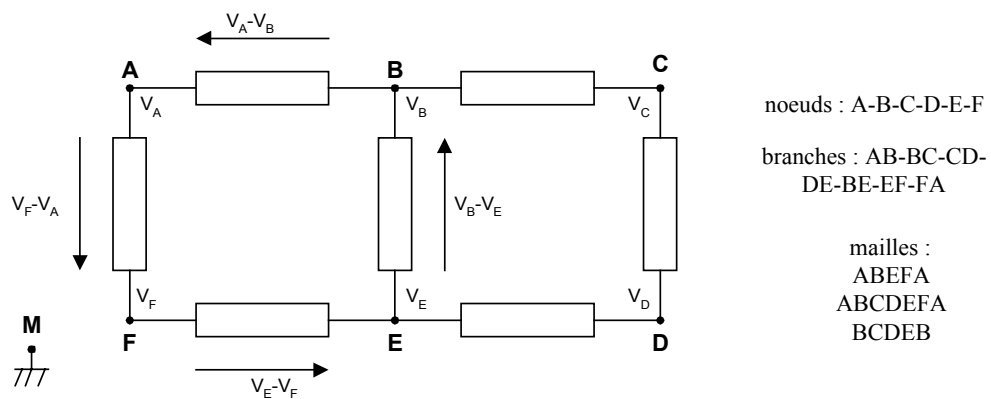 V_A-V_B
A
B
C
V_A
V_B
V_C
noeuds : A-B-C-D-E-F
branches : AB-BC-CD-
DE-BE-EF-FA
V_F-V_A
V_B-V_E
mailles :
ABEFA
ABCDEFA
BCDEB
V_F
V_E
V_D
M
F
E
D
V_E-V_F